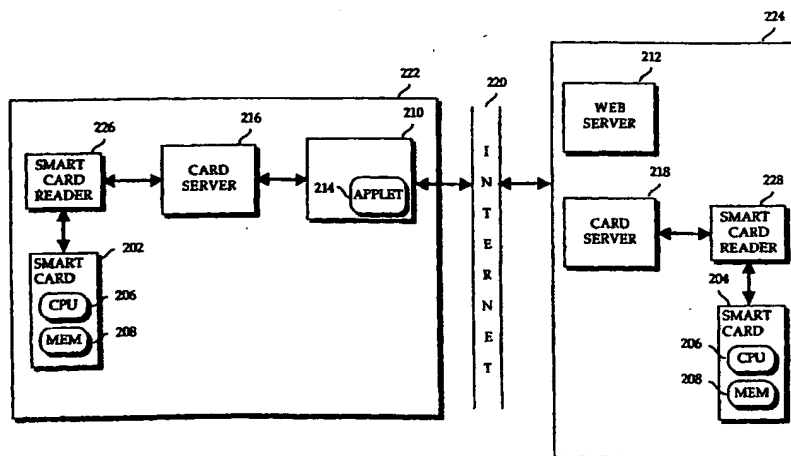 224
222
212
220
226
216
210
WEB
SERVER
SMART
CARD
READER
CARD
SERVER
214
APPLET
INTERNET
218
228
CARD
SERVER
SMART
CARD
READER
202
SMART
CARD
CPU
206
MEM
208
204
SMART
CARD
206
CPU
208
MEM